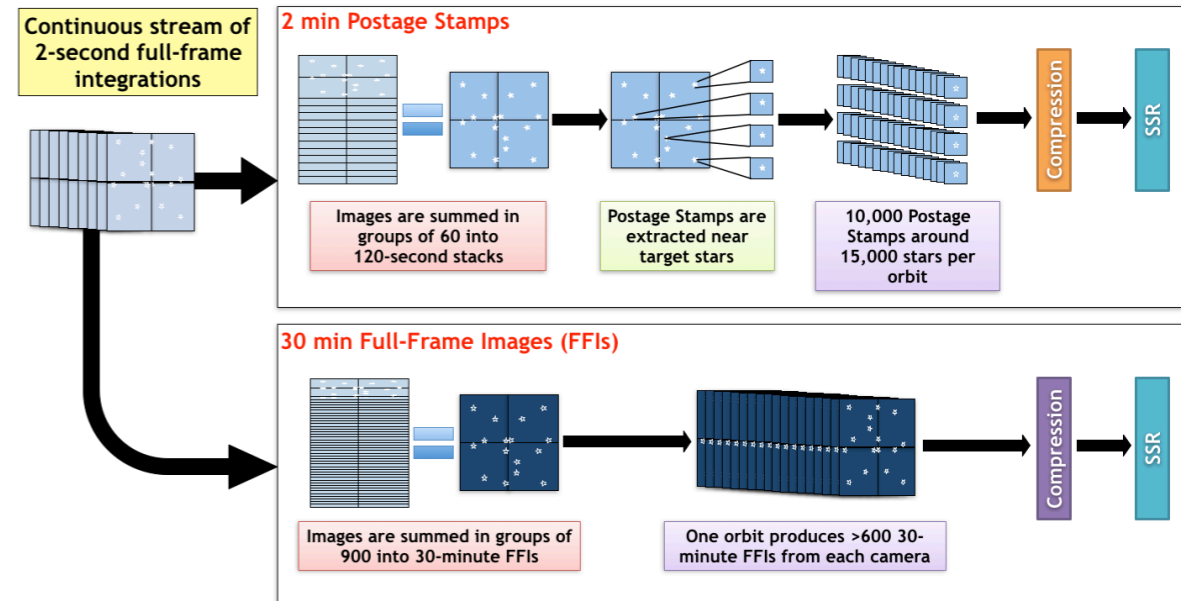 Continuous stream of
2-second full-frame
integrations
2 min Postage Stamps
Images are summed in
groups of 60 into
120-second stacks
Postage Stamps are
extracted near
target stars
10,000 Postage
Stamps around
15,000 stars per
orbit
Compression
SSR
30 min Full-Frame Images (FFIs)
Images are summed in groups of
900 into 30-minute FFIs
One orbit produces >600 30-
minute FFIs from each camera
Compression
SSR